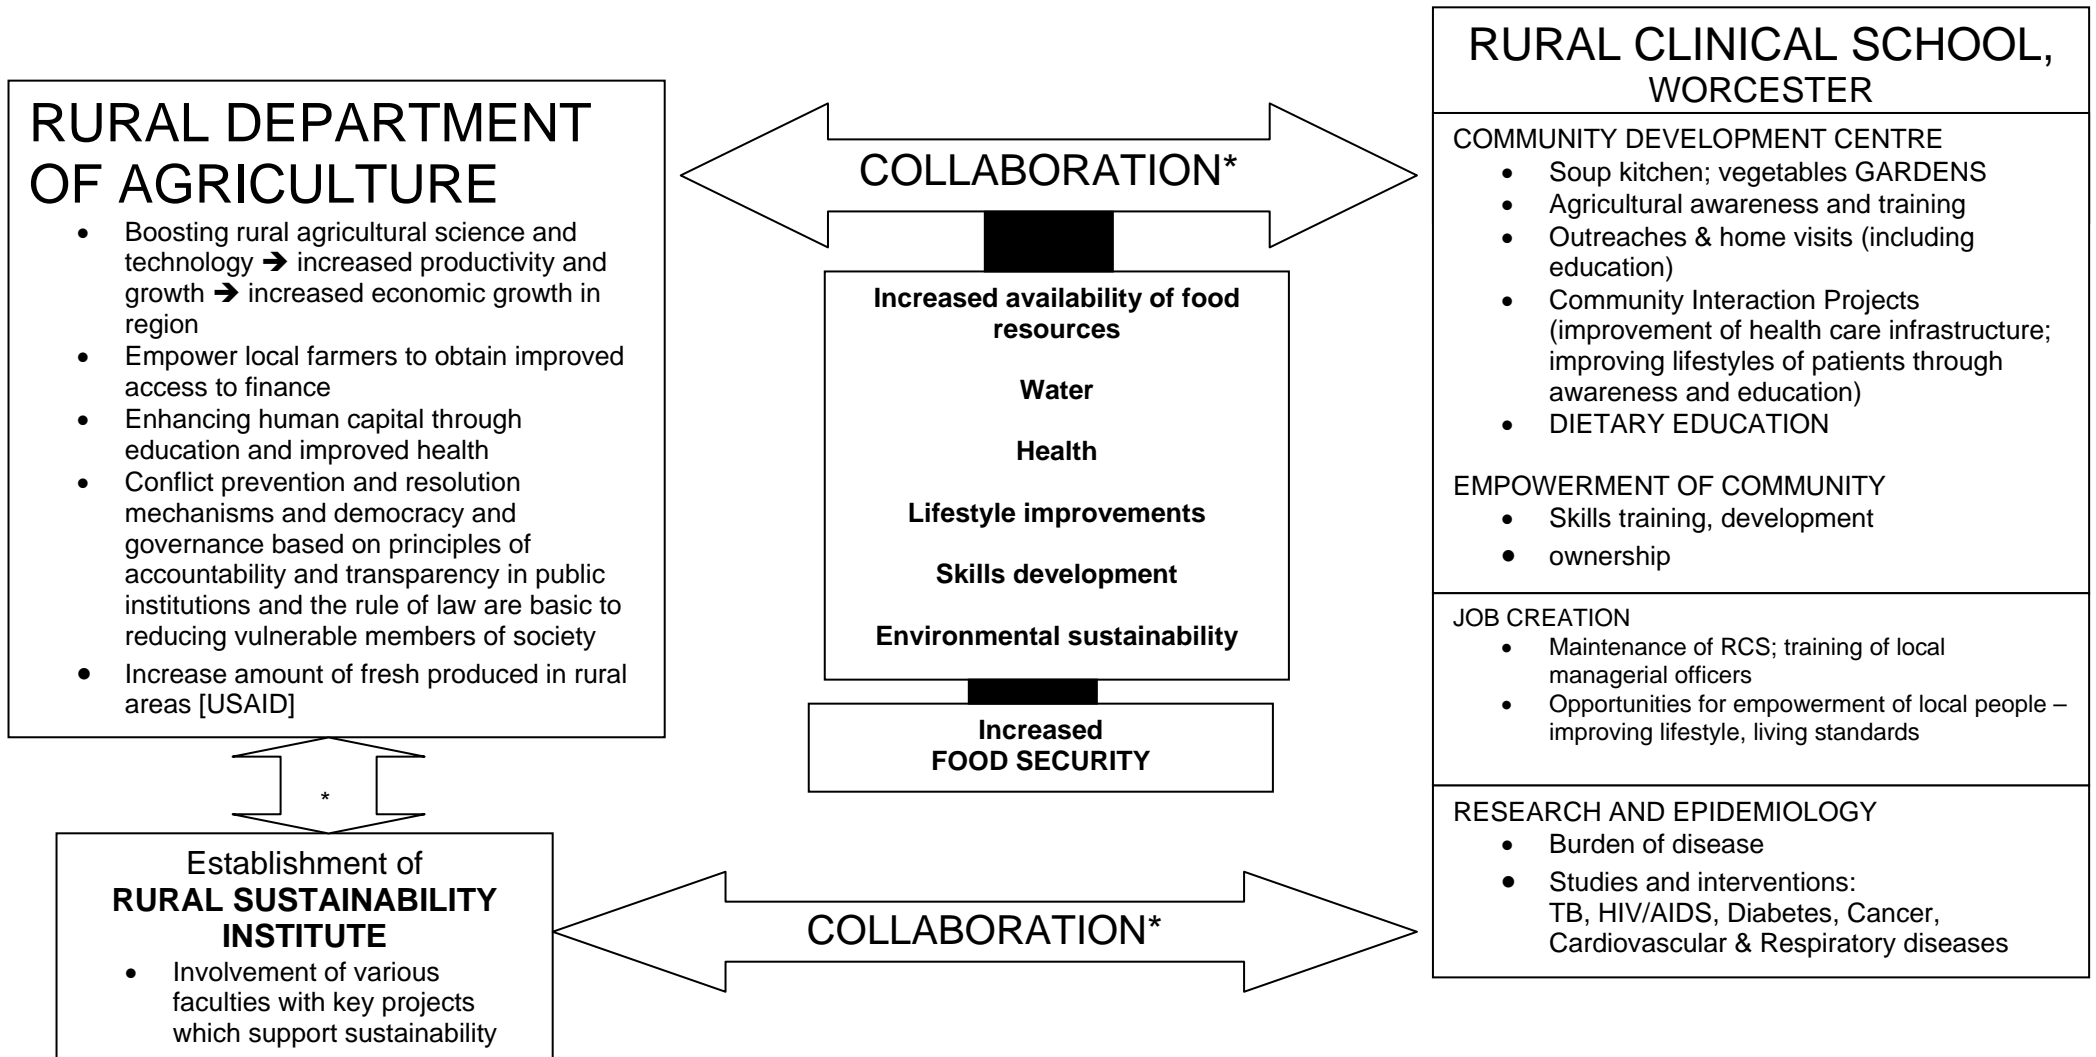 RURAL DEPARTMENT
OF AGRICULTURE
• Boosting rural agricultural science and
technology ➔ increased productivity and
growth ➔ increased economic growth in
region
• Empower local farmers to obtain improved
access to finance
• Enhancing human capital through
education and improved health
• Conflict prevention and resolution
mechanisms and democracy and
governance based on principles of
accountability and transparency in public
institutions and the rule of law are basic to
reducing vulnerable members of society
• Increase amount of fresh produced in rural
areas [USAID]
*
Establishment of
RURAL SUSTAINABILITY
INSTITUTE
• Involvement of various
faculties with key projects
which support sustainability
COLLABORATION*
Increased availability of food
resources
Water
Health
Lifestyle improvements
Skills development
Environmental sustainability
Increased
FOOD SECURITY
COLLABORATION*
RURAL CLINICAL SCHOOL,
WORCESTER
COMMUNITY DEVELOPMENT CENTRE
• Soup kitchen; vegetables GARDENS
• Agricultural awareness and training
• Outreaches & home visits (including
education)
• Community Interaction Projects
(improvement of health care infrastructure;
improving lifestyles of patients through
awareness and education)
• DIETARY EDUCATION
EMPOWERMENT OF COMMUNITY
• Skills training, development
• ownership
JOB CREATION
• Maintenance of RCS; training of local
managerial officers
• Opportunities for empowerment of local people –
improving lifestyle, living standards
RESEARCH AND EPIDEMIOLOGY
• Burden of disease
• Studies and interventions:
TB, HIV/AIDS, Diabetes, Cancer,
Cardiovascular & Respiratory diseases